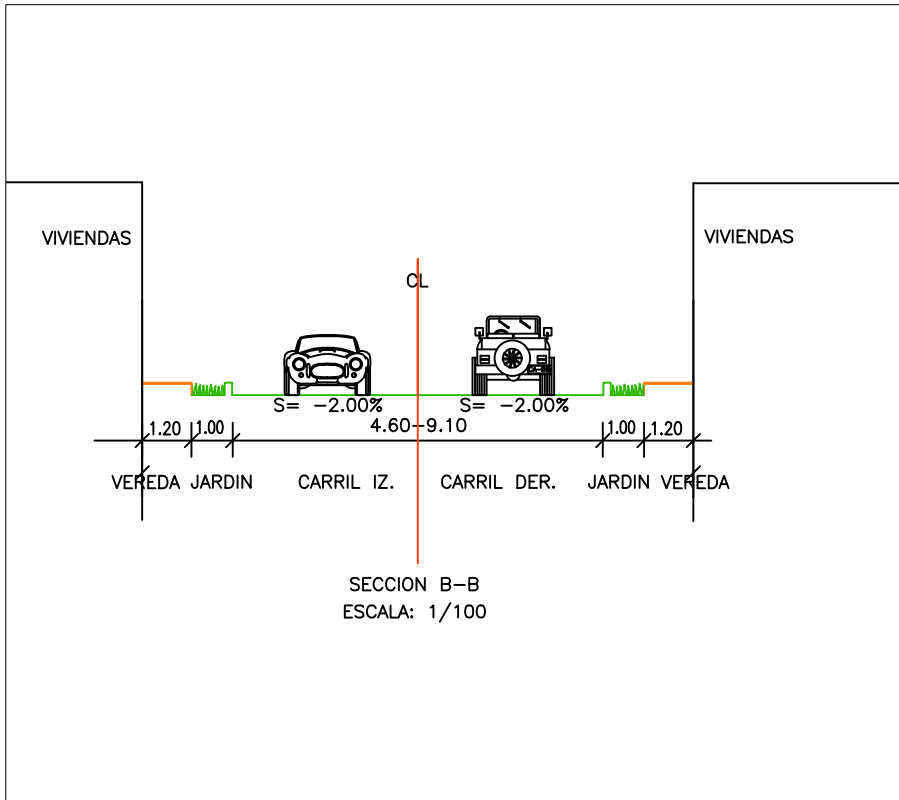 VIVIENDAS
VIVIENDAS
CL
S= -2.00%
S= -2.00%
4.60-9.10
1.20
1.00
1.00
1.20
VEREDA
JARDIN
CARRIL IZ.
CARRIL DER.
JARDIN
VEREDA
SECCION B-B
ESCALA: 1/100